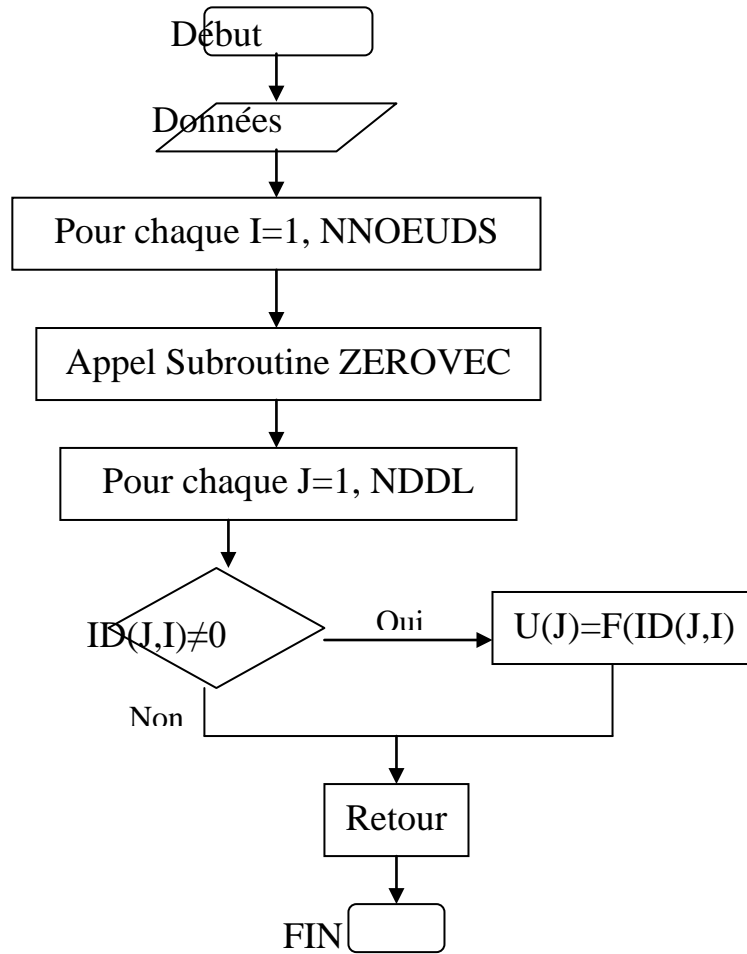 Début
Données
Pour chaque I=1, NNOEUDS
Appel Subroutine ZEROVEC
Pour chaque J=1, NDDL
ID(J,I)≠0
Oui
U(J)=F(ID(J,I)
Non
Retour
FIN